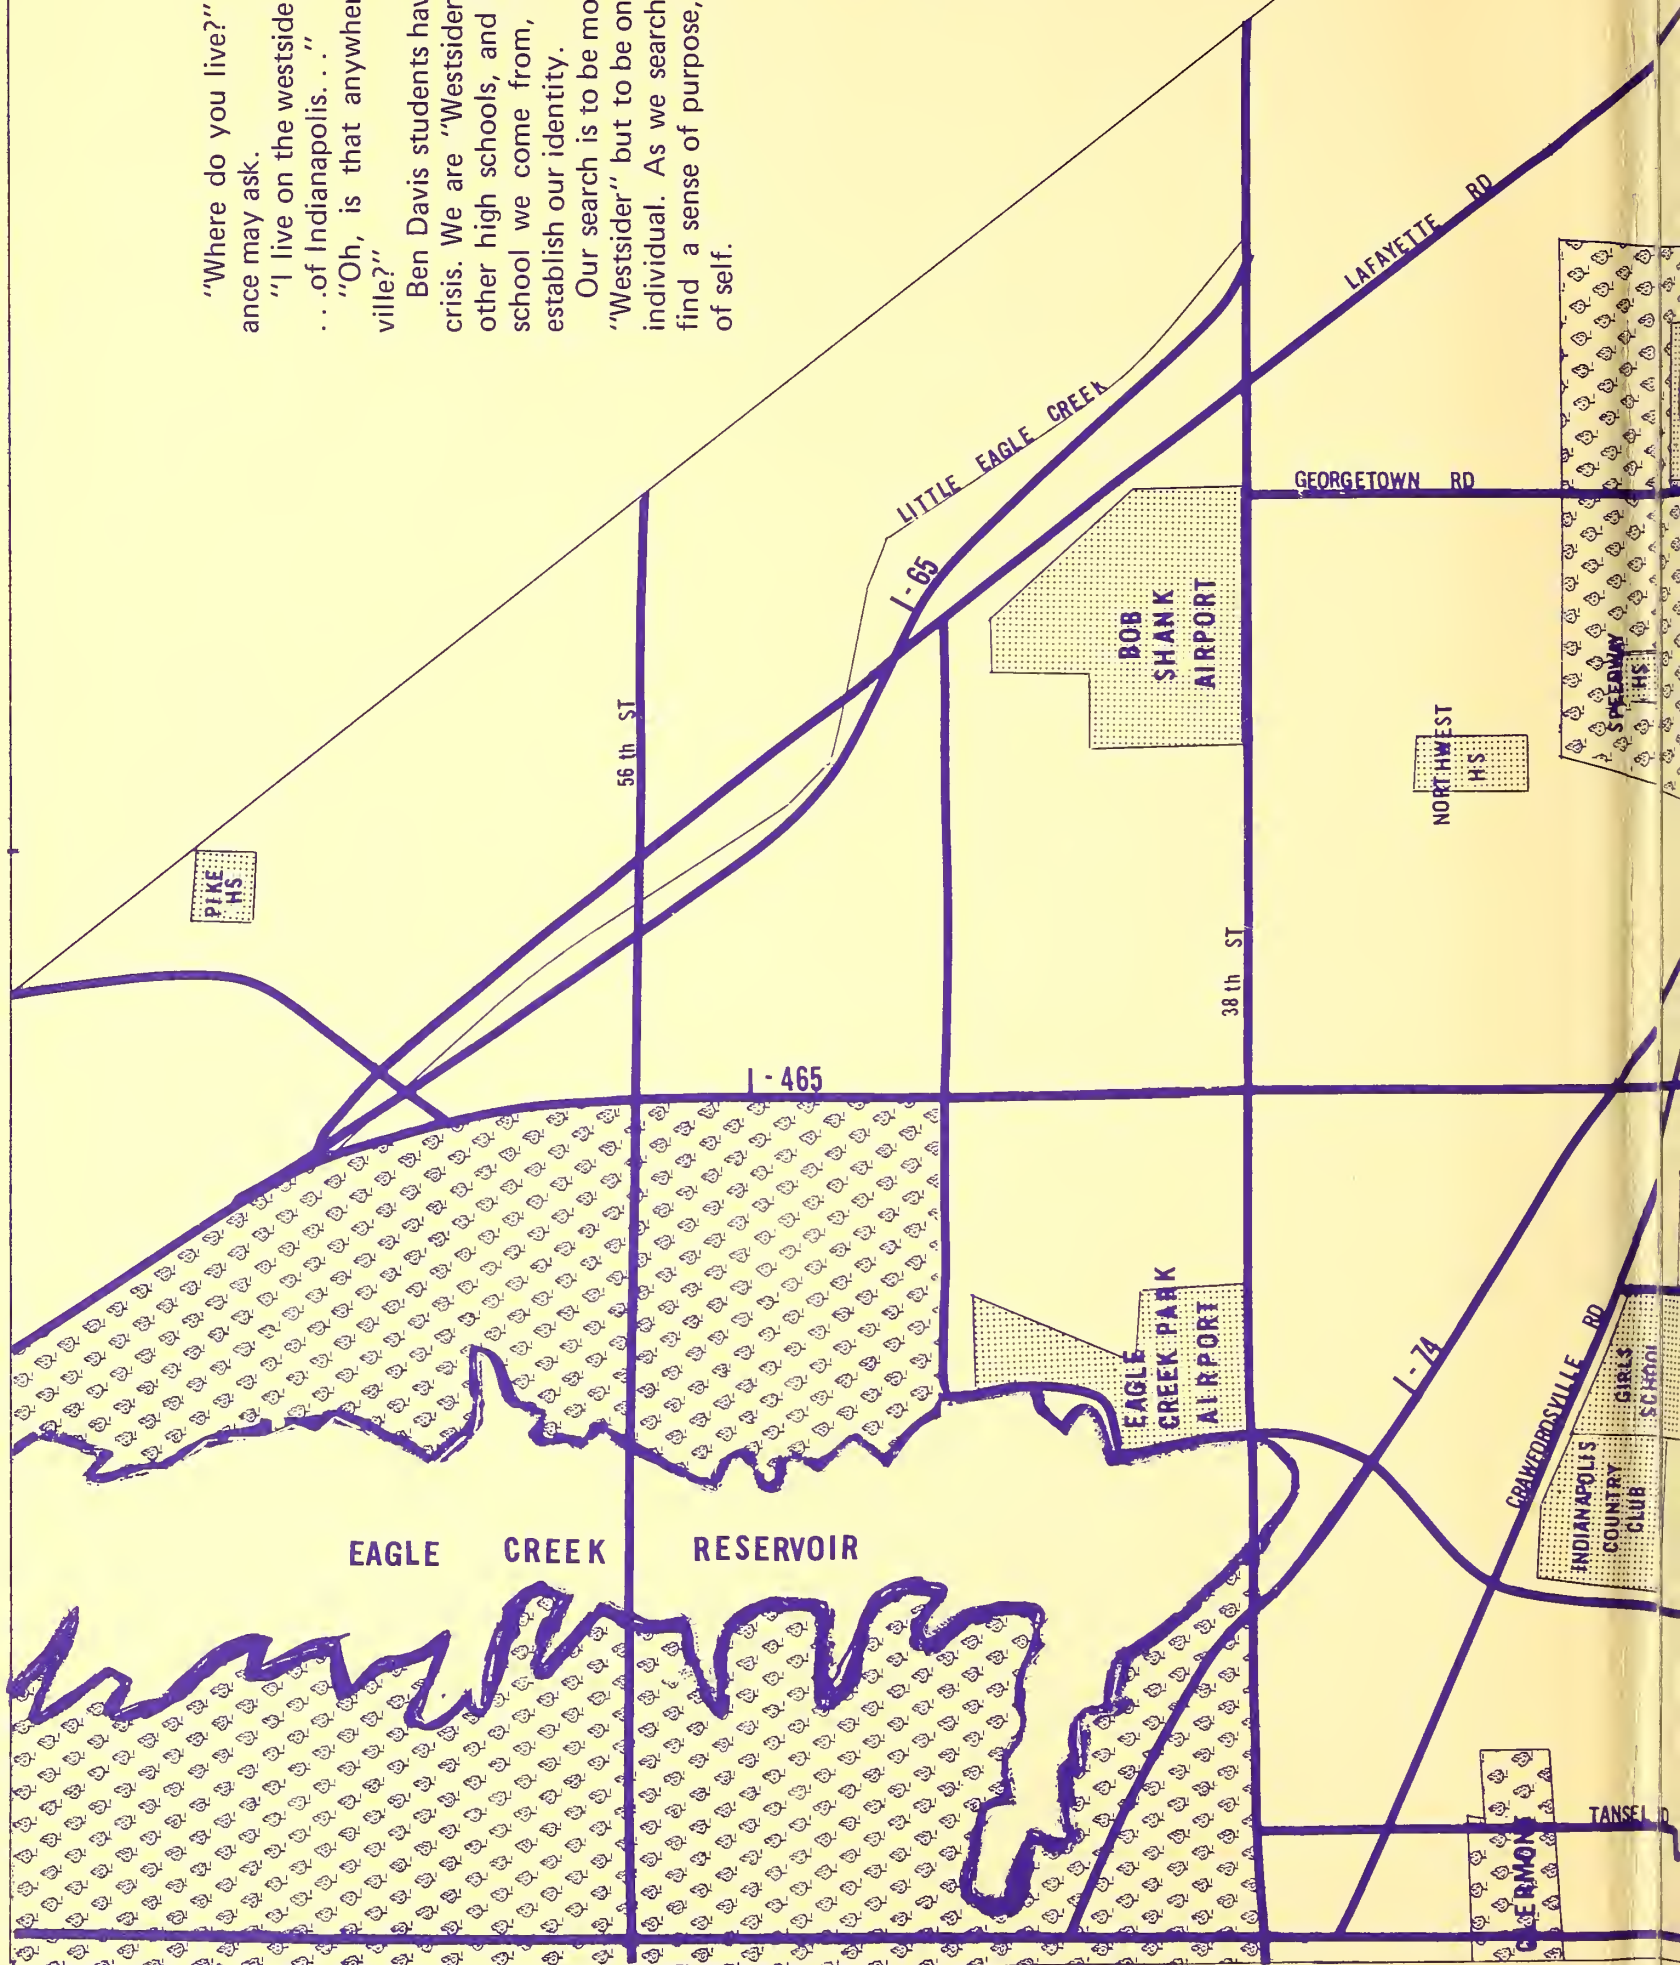 "Where do you live?"
ance may ask.
"I live on the westside
. . .of Indianapolis. . ."
"Oh, is that anywher
ville?"
Ben Davis students hav
crisis. We are "Westsider
other high schools, and
school we come from,
establish our identity.
Our search is to be mo
"Westsider" but to be on
individual. As we search
find a sense of purpose,
of self.
PIKE
HS
56 th ST
LITTLE EAGLE CREEK
I - 65
LAFAYETTE RD
GEORGETOWN RD
BOB
SHANK
AIRPORT
NORTHWEST
HS
SPEEDWAY
HS
38 th ST
I - 465
EAGLE
CREEK PARK
AIRPORT
I - 74
CRAWFORDSVILLE RD
GIRLS
SCHOOL
INDIANAPOLIS
COUNTRY
CLUB
EAGLE CREEK RESERVOIR
CLERMONT
TANSEL D